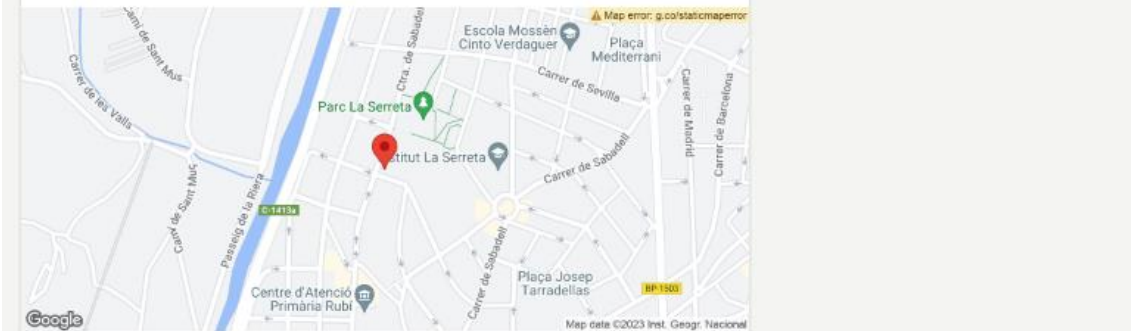 Map error: g.co/staticmaperror
Camí de Sant Mus
Ctra. de Sabadel
Escola Mossèn
Cinto Verdaguer
Plaça
Mediterrani
Carrer de les Valls
Carrer de Sevilla
Carrer de Madrid
Carrer de Barcelona
Parc La Serreta
stitut La Serreta
Carrer de Sabadell
Camí de Sant Mus
Passeig de la Riera
C-1413a
Carrer de Sabadell
Centre d'Atenció
Primària Rubí
Plaça Josep
Tarradellas
BP-1503
Google
Map data ©2023 Inst. Geogr. Nacional